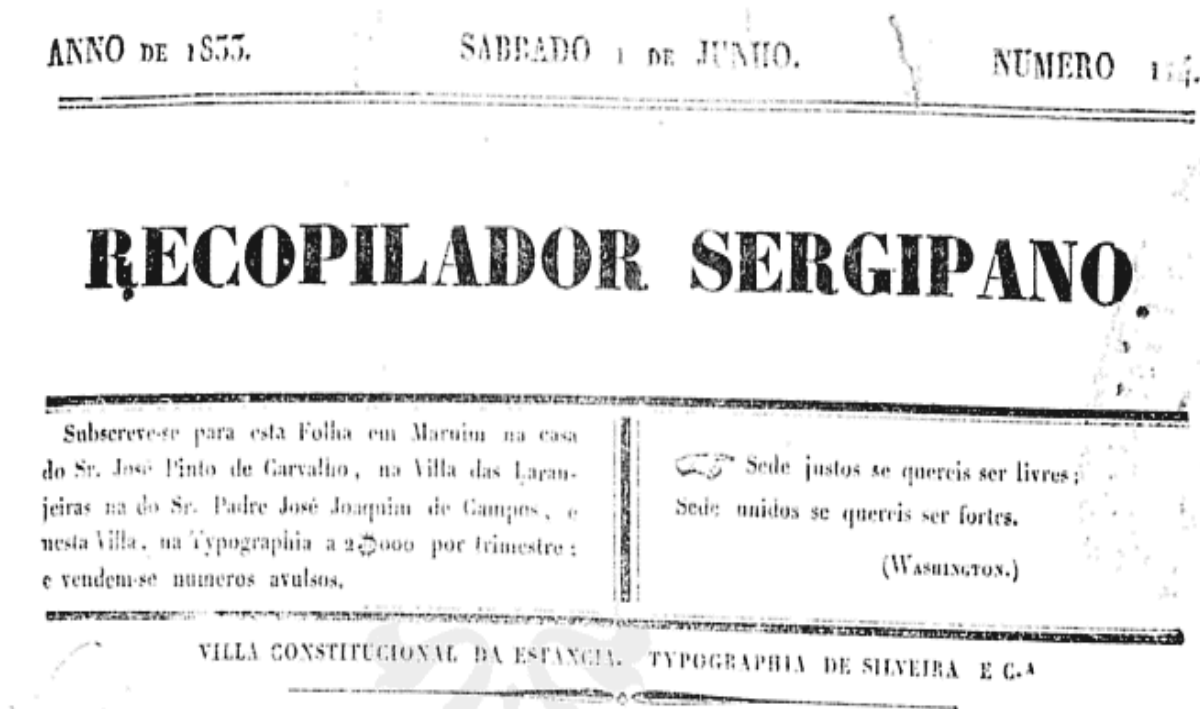 ANNO DE 1833.
SABBADO 1 DE JUNHO.
NUMERO
RECOPILADOR SERGIPANO.
Subscreve-se para esta Folha em Maruim na casa
do Sr. José Pinto de Carvalho, na Villa das Laran-
jeiras na do Sr. Padre José Joaquim de Campos, e
nesta Villa, na Typographia a 2$000 por trimestre;
e vendem-se numeros avulsos.
☞ Sede justos se quereis ser livres;
Sede unidos se quereis ser fortes.
(WASHINGTON.)
VILLA CONSTITUCIONAL DA ESTANCIA. TYPOGRAPHIA DE SILVEIRA E C.A